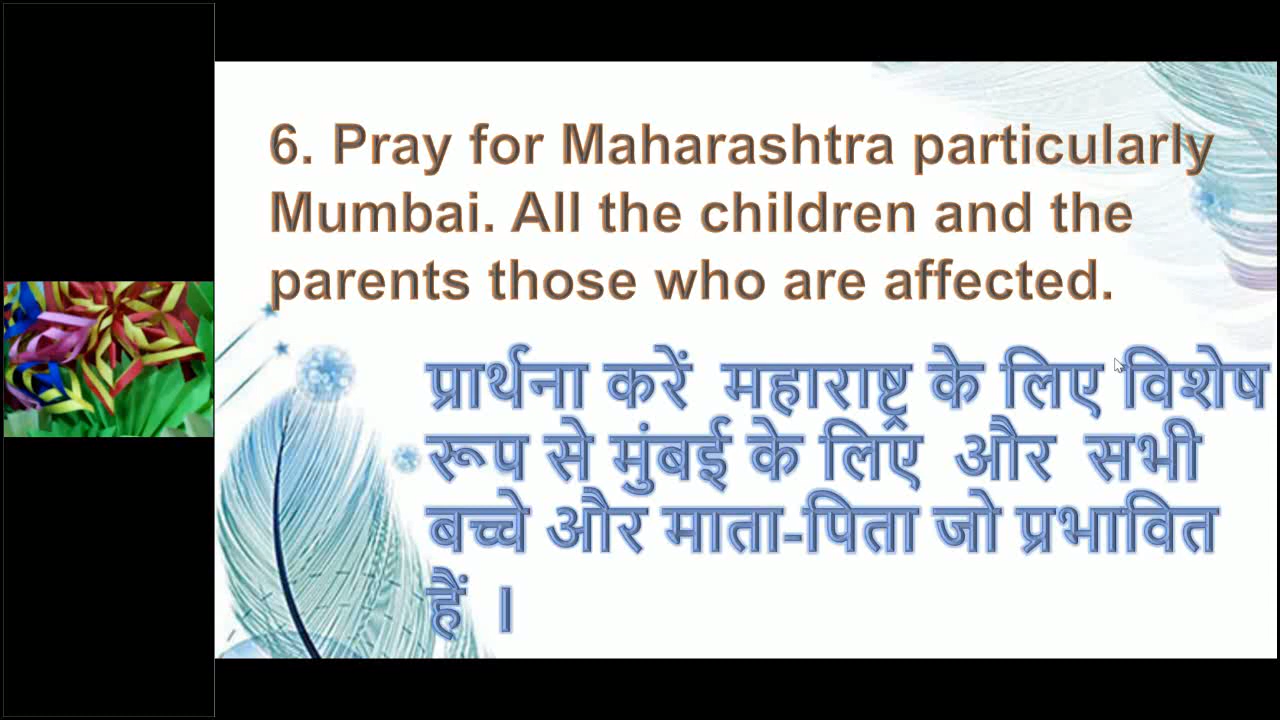 6. Pray for Maharashtra particularly
Mumbai. All the children and the
parents those who are affected.
प्रार्थना करें महाराष्ट्र के लिए विशेष
रूप से मुंबई के लिए और सभी
बच्चे और माता-पिता जो प्रभावित
हैं ।